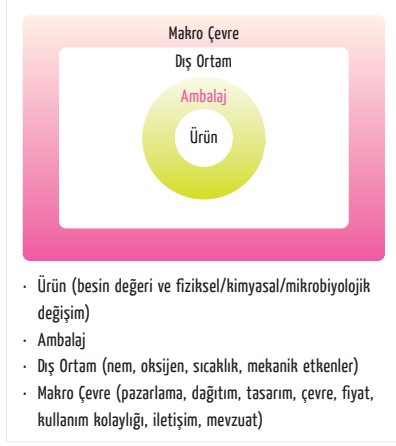 Makro Çevre
Dış Ortam
Ambalaj
Ürün
· Ürün (besin değeri ve fiziksel/kimyasal/mikrobiyolojik
değişim)
· Ambalaj
· Dış Ortam (nem, oksijen, sıcaklık, mekanik etkenler)
· Makro Çevre (pazarlama, dağıtım, tasarım, çevre, fiyat,
kullanım kolaylığı, iletişim, mevzuat)